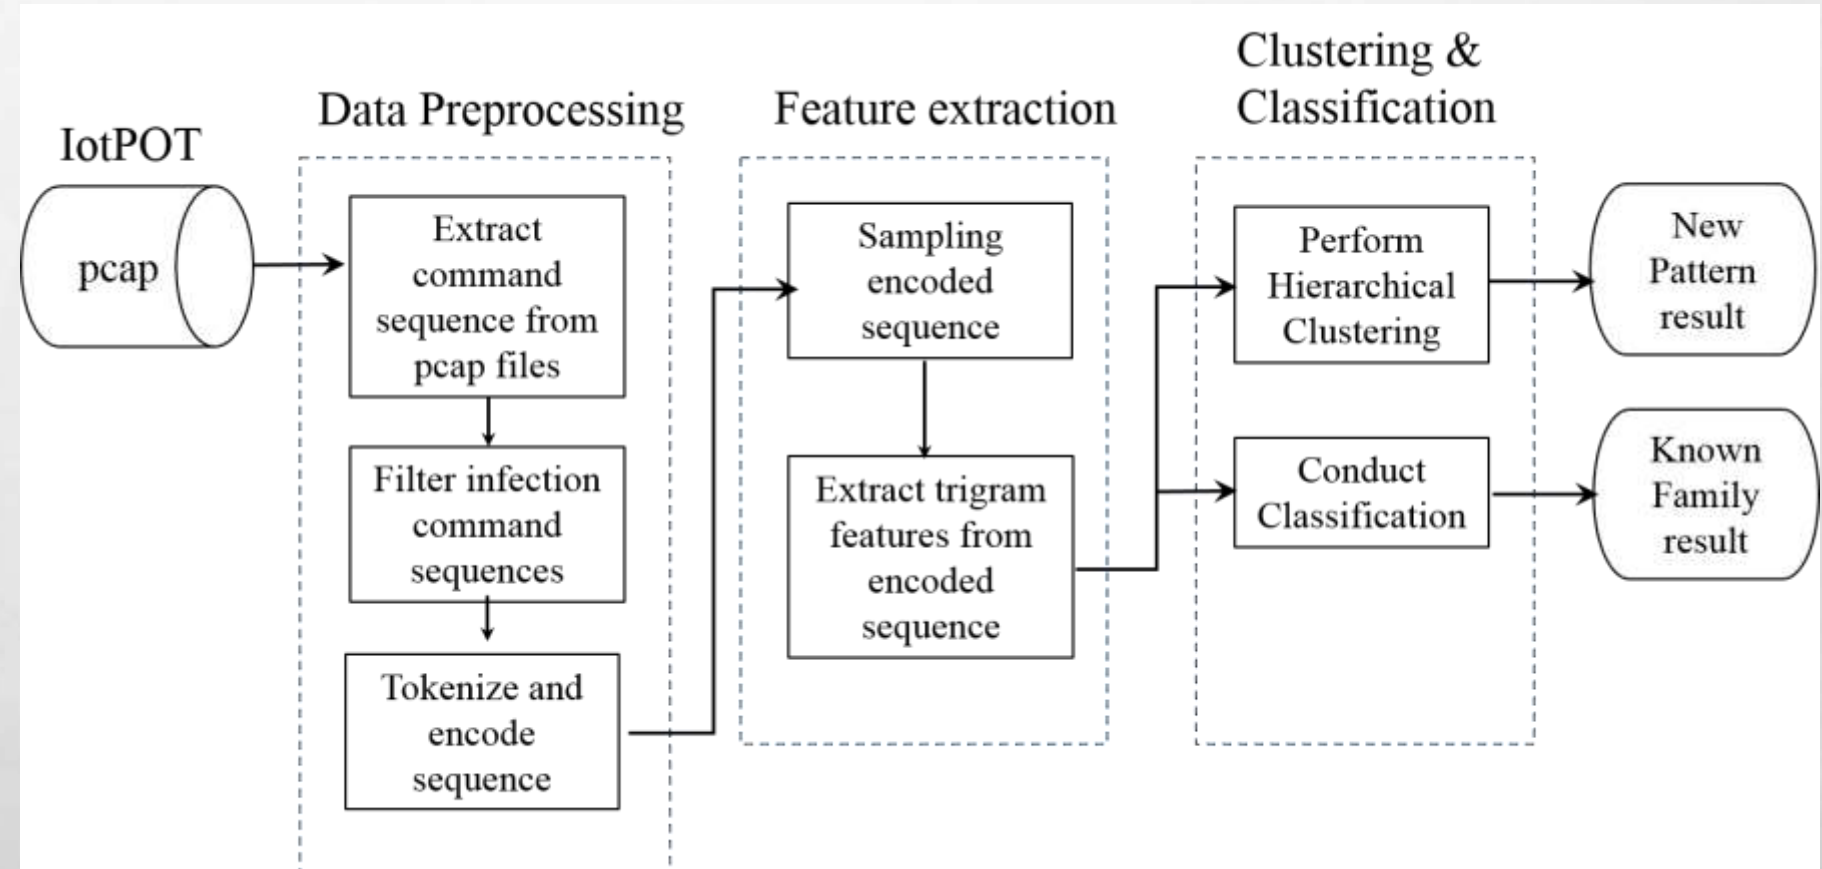 IotPOT
pcap
Data Preprocessing
Extract
command
sequence from
pcap files
Filter infection
command
sequences
Tokenize and
encode
sequence
Feature extraction
Sampling
encoded
sequence
Extract trigram
features from
encoded
sequence
Clustering &
Classification
Perform
Hierarchical
Clustering
Conduct
Classification
New
Pattern
result
Known
Family
result